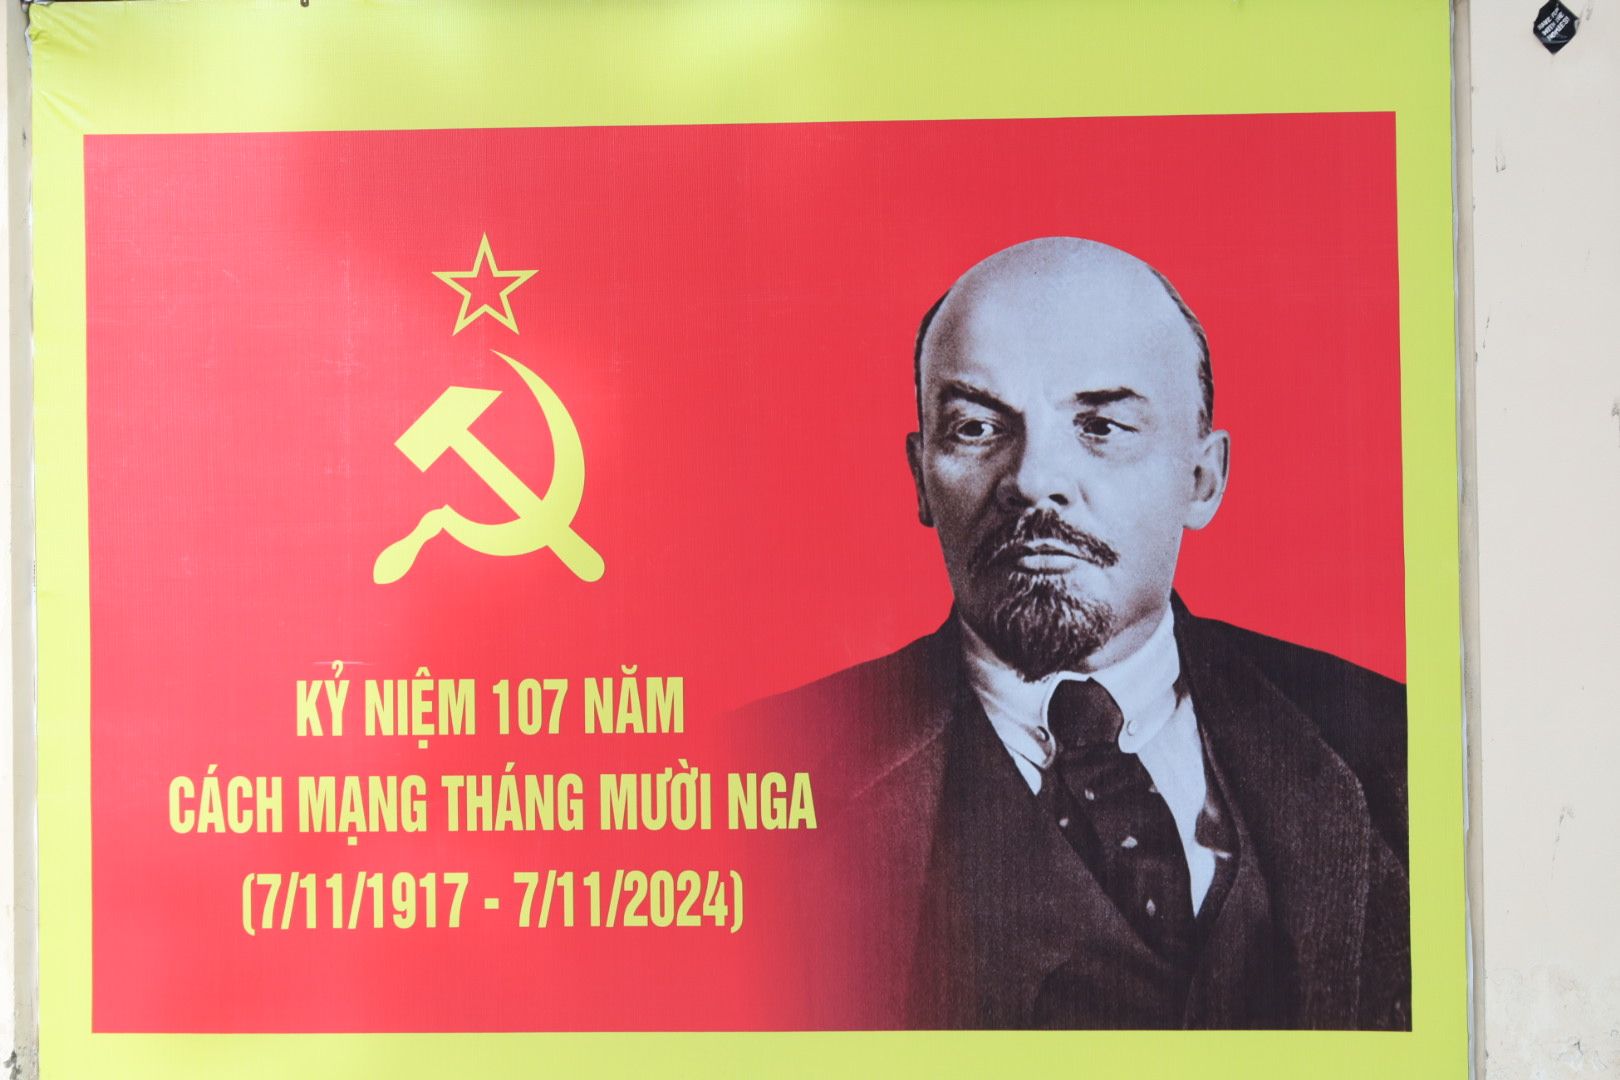 KỶ NIỆM 107 NĂM
CÁCH MẠNG THÁNG MƯỜI NGA
(7/11/1917 - 7/11/2024)